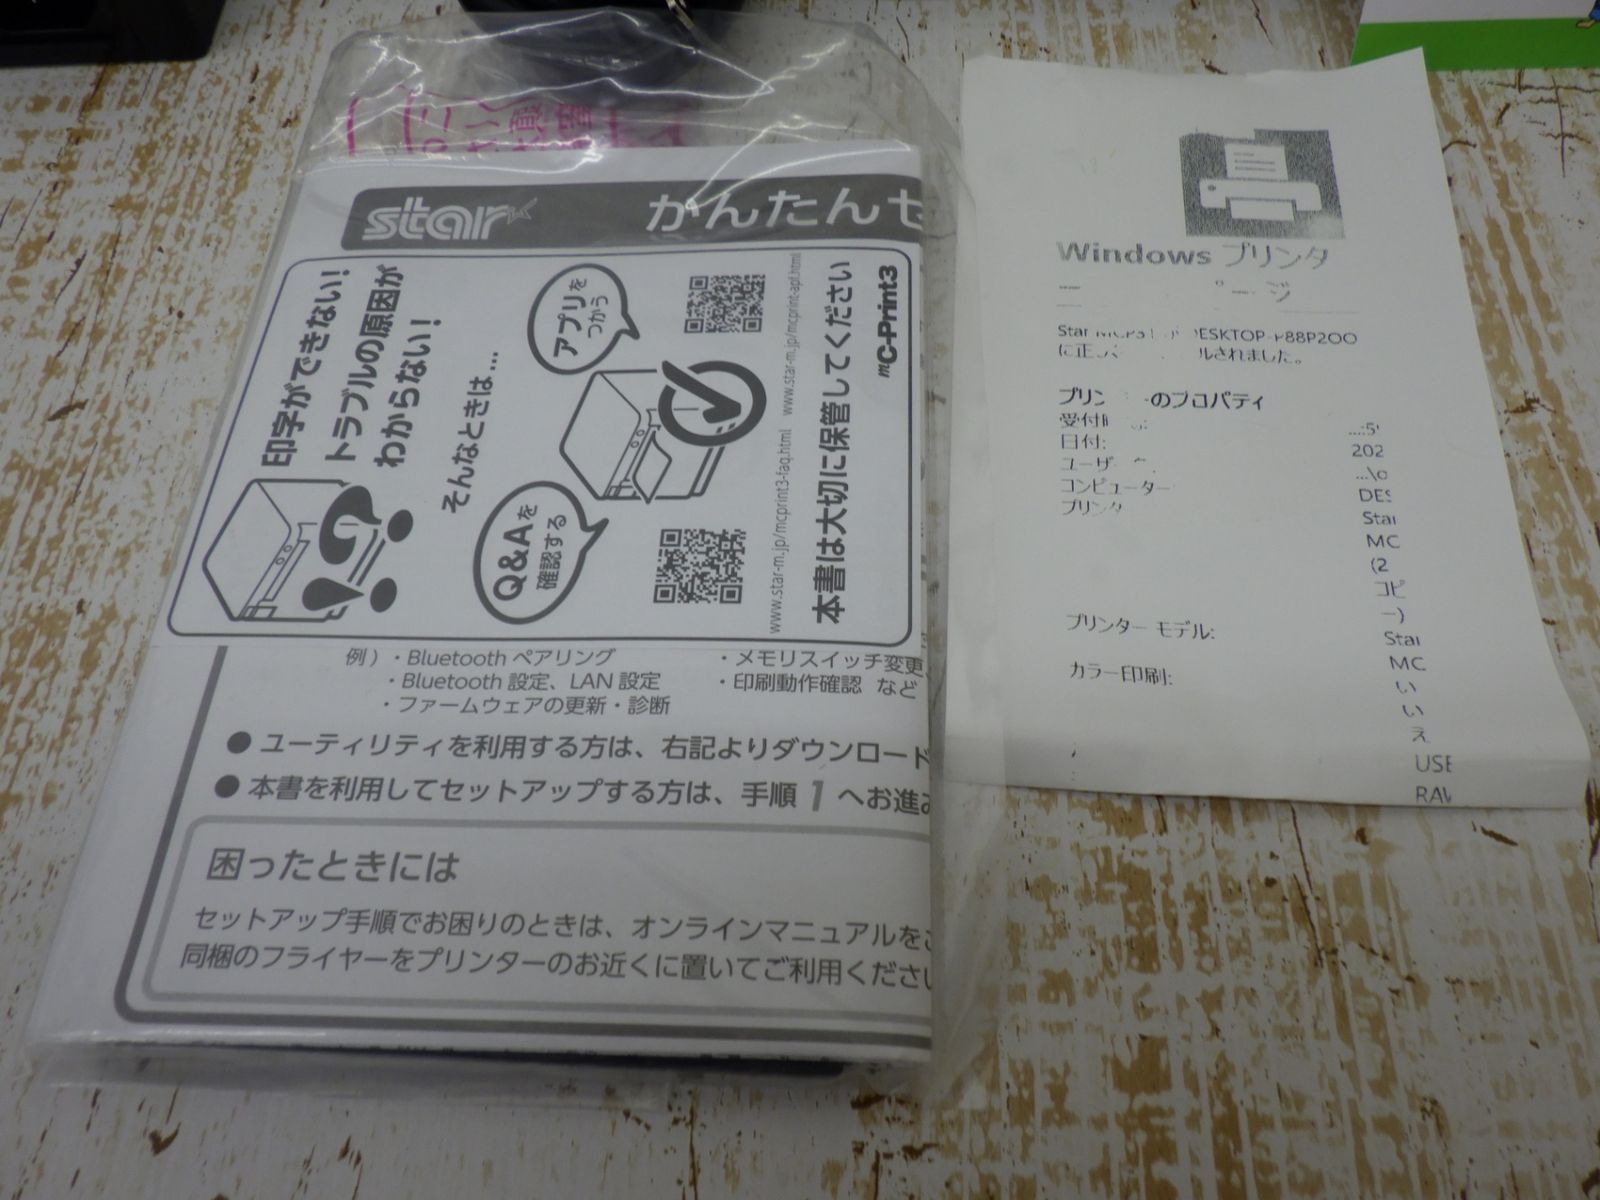 star かんたんセ
印字ができない!
トラブルの原因が
わからない!
そんなときは...
Q&Aを
確認する
アプリを
つかう
www.star-m.jp/mcprint3-faq.html
www.star-m.jp/mcprint-apf.html
本書は大切に保管してください
mC-Print3
例) ・Bluetooth ペアリング ・メモリスイッチ変更
・Bluetooth 設定、LAN 設定 ・印刷動作確認 など
・ファームウェアの更新・診断
● ユーティリティを利用する方は、右記よりダウンロード
● 本書を利用してセットアップする方は、手順 1 へお進み
困ったときには
セットアップ手順でお困りのときは、オンラインマニュアルをご
同梱のフライヤーをプリンターのお近くに置いてご利用くださ
Windows プリンタ
ページ
Star DESKTOP-P88P2OO
に正 ルされました。
プリン のプロパティ
受付
日付: 202
ユーザー
コンピューター DES
プリンタ Star
MC
(2
コピ
ー)
プリンター モデル: Star
MC
カラー印刷: い
い
え
USB
RAW